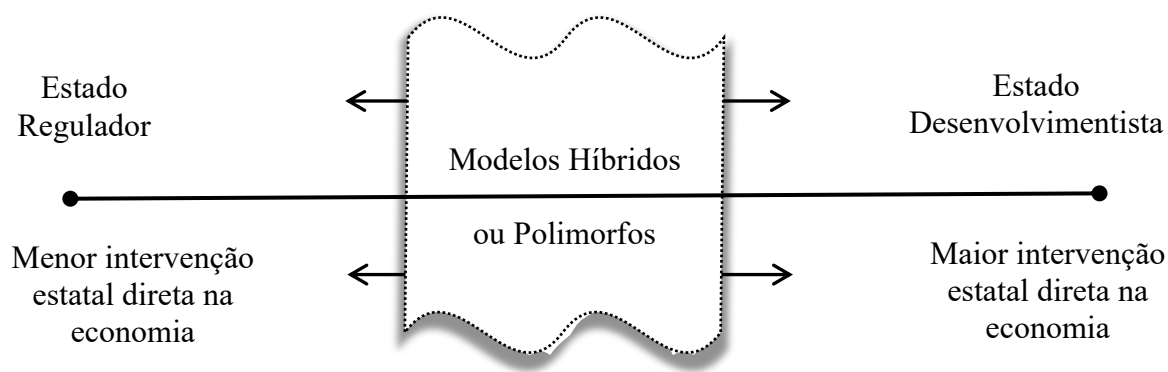 Estado
Regulador
Estado
Desenvolvimentista
Modelos Híbridos
ou Polimorfos
Menor intervenção
estatal direta na
economia
Maior intervenção
estatal direta na
economia